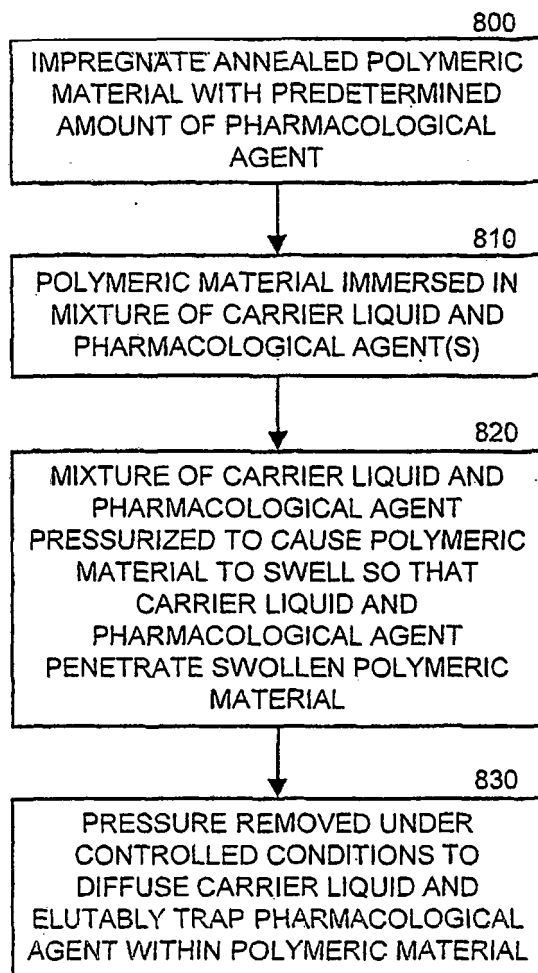 800
IMPREGNATE ANNEALED POLYMERIC
MATERIAL WITH PREDETERMINED
AMOUNT OF PHARMACOLOGICAL
AGENT
810
POLYMERIC MATERIAL IMMERSED IN
MIXTURE OF CARRIER LIQUID AND
PHARMACOLOGICAL AGENT(S)
820
MIXTURE OF CARRIER LIQUID AND
PHARMACOLOGICAL AGENT
PRESSURIZED TO CAUSE POLYMERIC
MATERIAL TO SWELL SO THAT
CARRIER LIQUID AND
PHARMACOLOGICAL AGENT
PENETRATE SWOLLEN POLYMERIC
MATERIAL
830
PRESSURE REMOVED UNDER
CONTROLLED CONDITIONS TO
DIFFUSE CARRIER LIQUID AND
ELUTABLY TRAP PHARMACOLOGICAL
AGENT WITHIN POLYMERIC MATERIAL